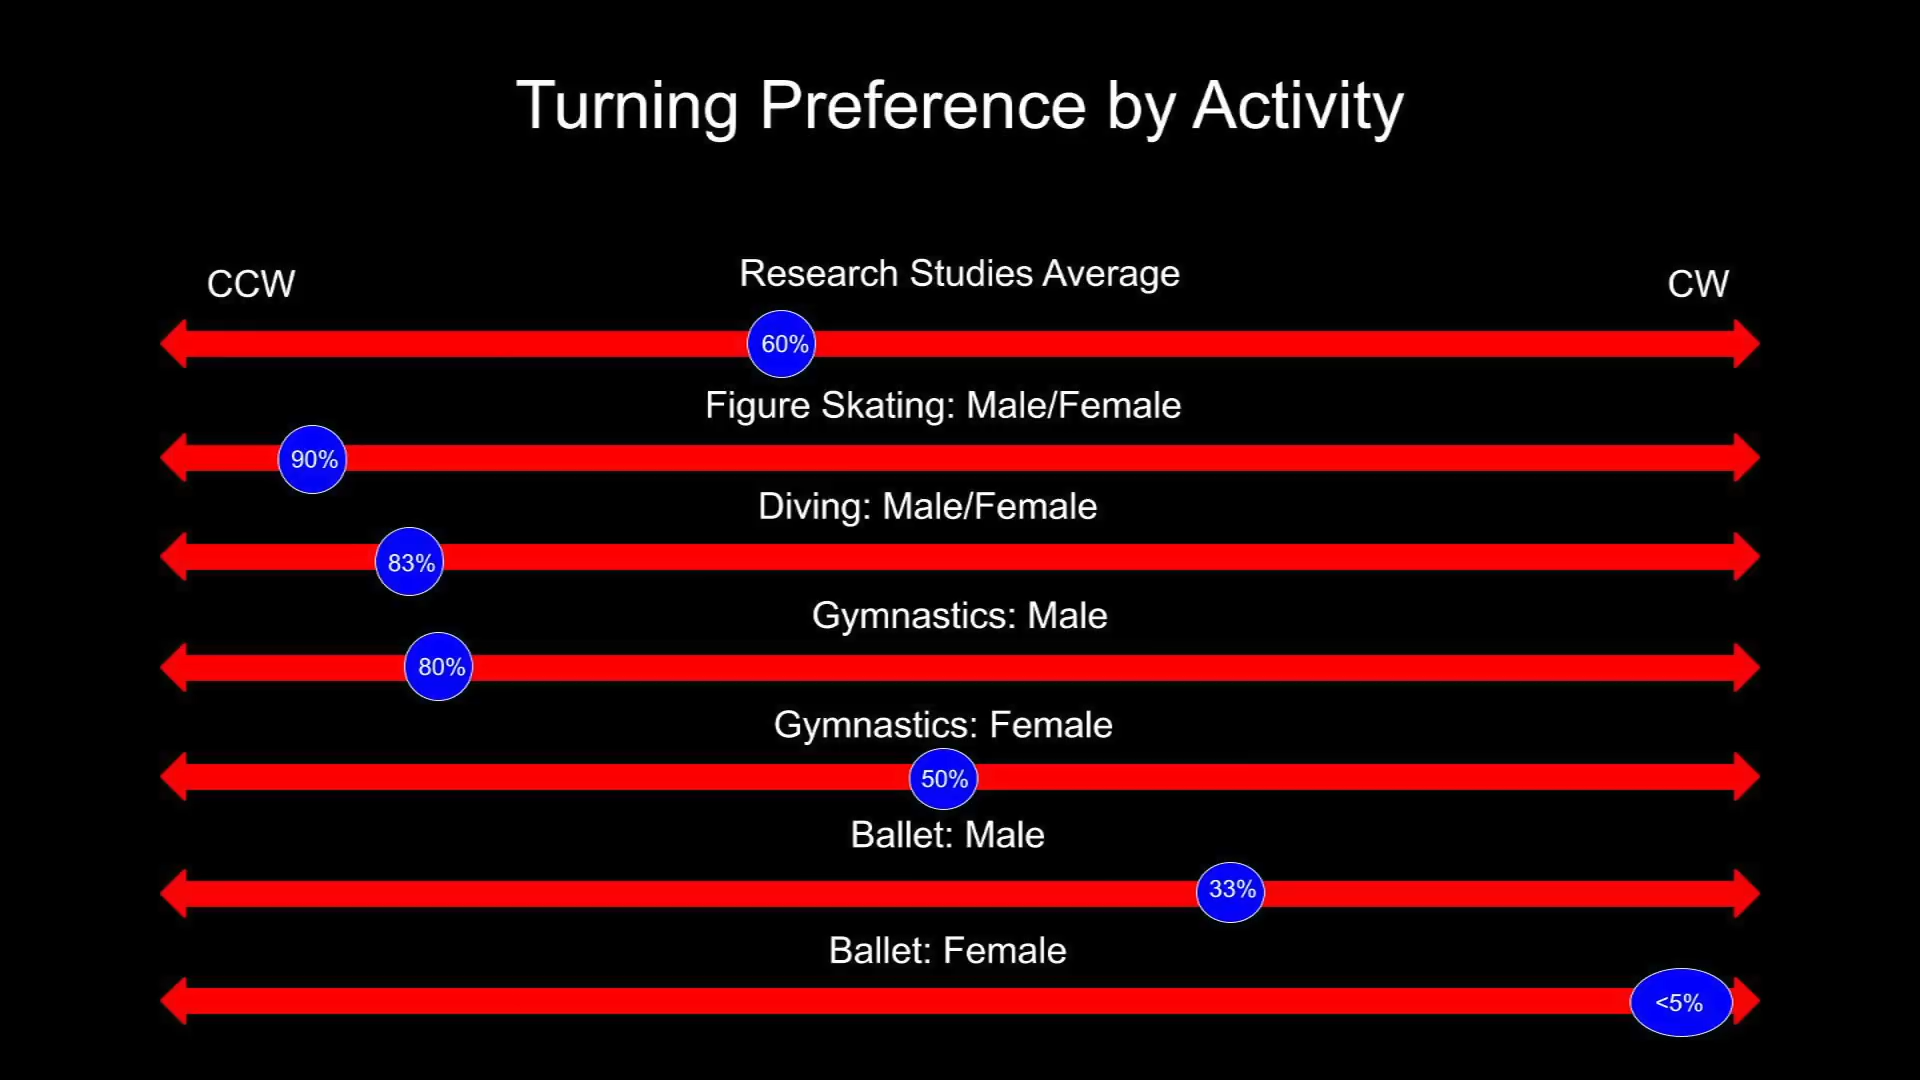 Turning Preference by Activity
CCW
Research Studies Average
CW
60%
Figure Skating: Male/Female
90%
Diving: Male/Female
83%
Gymnastics: Male
80%
Gymnastics: Female
50%
Ballet: Male
33%
Ballet: Female
<5%